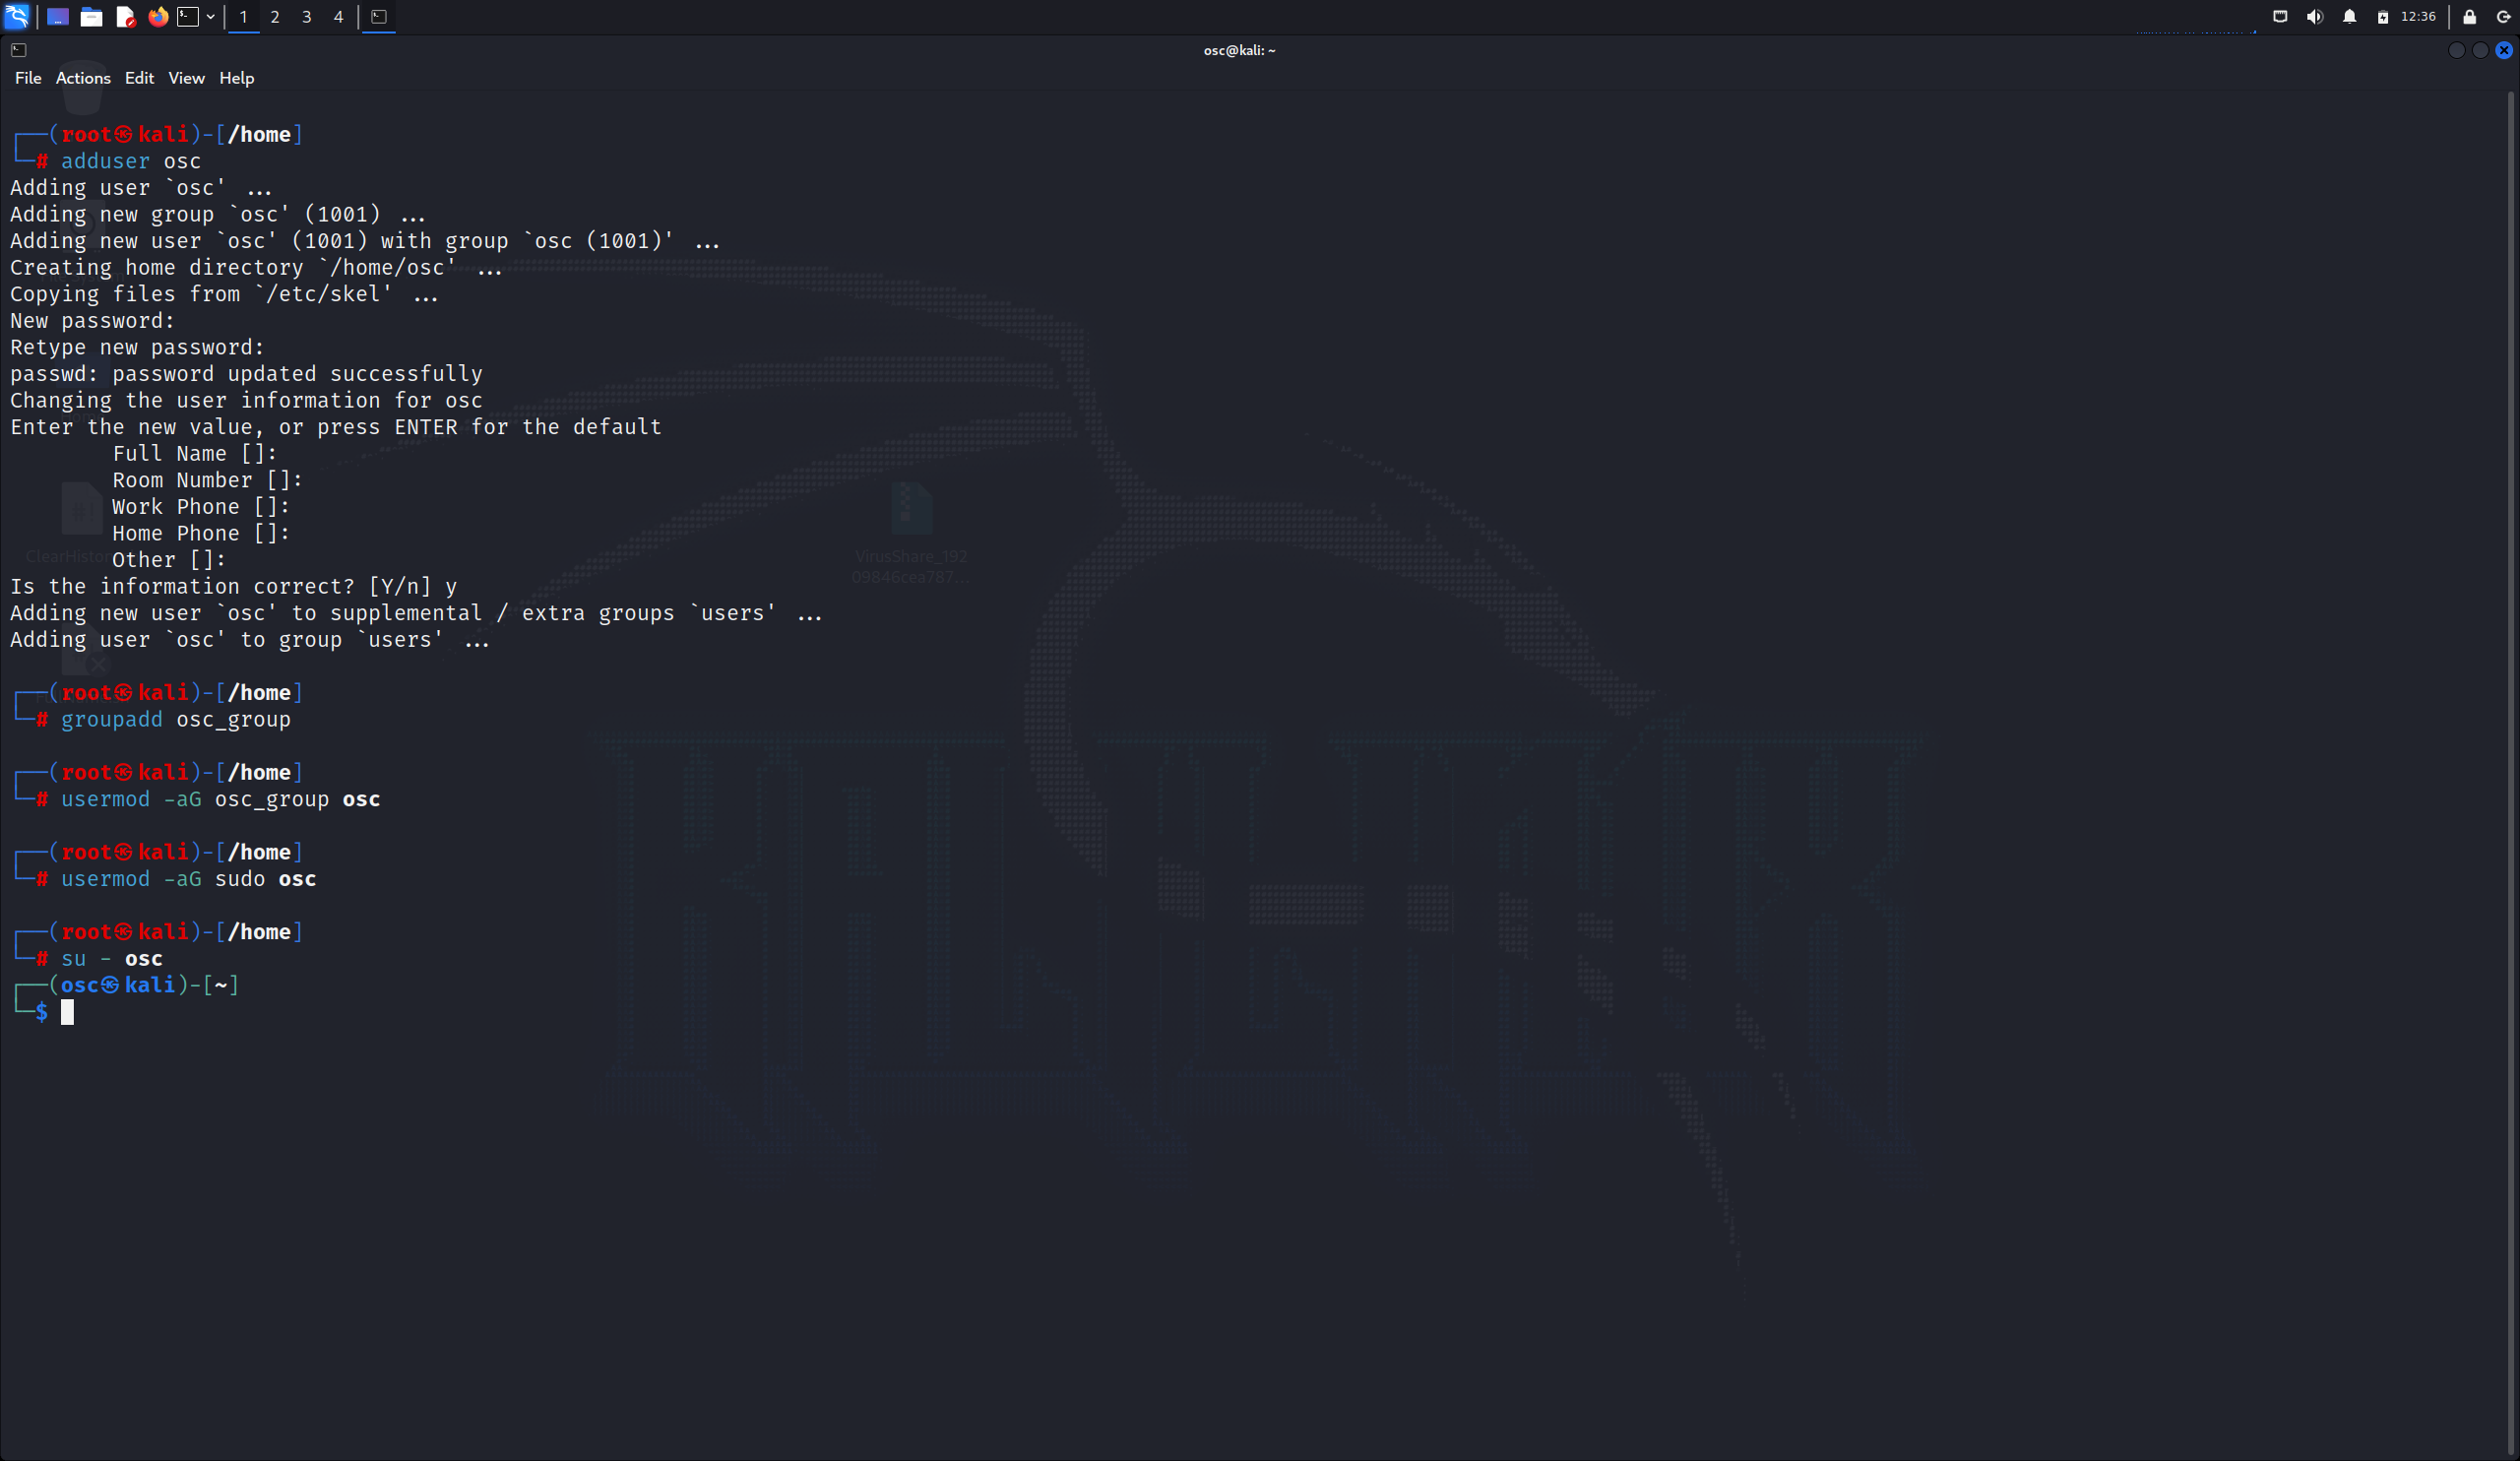 1 2 3 4
12:36
osc@kali: ~
File Actions Edit View Help
┌──(root㉿kali)-[/home]
└─# adduser osc
Adding user `osc' ...
Adding new group `osc' (1001) ...
Adding new user `osc' (1001) with group `osc (1001)' ...
Creating home directory `/home/osc' ...
Copying files from `/etc/skel' ...
New password:
Retype new password:
passwd: password updated successfully
Changing the user information for osc
Enter the new value, or press ENTER for the default
Full Name []:
Room Number []:
Work Phone []:
Home Phone []:
Other []:
Is the information correct? [Y/n] y
Adding new user `osc' to supplemental / extra groups `users' ...
Adding user `osc' to group `users' ...
┌──(root㉿kali)-[/home]
└─# groupadd osc_group
┌──(root㉿kali)-[/home]
└─# usermod -aG osc_group osc
┌──(root㉿kali)-[/home]
└─# usermod -aG sudo osc
┌──(root㉿kali)-[/home]
└─# su - osc
┌──(osc㉿kali)-[~]
└─$
VirusShare_192
09846cea787...